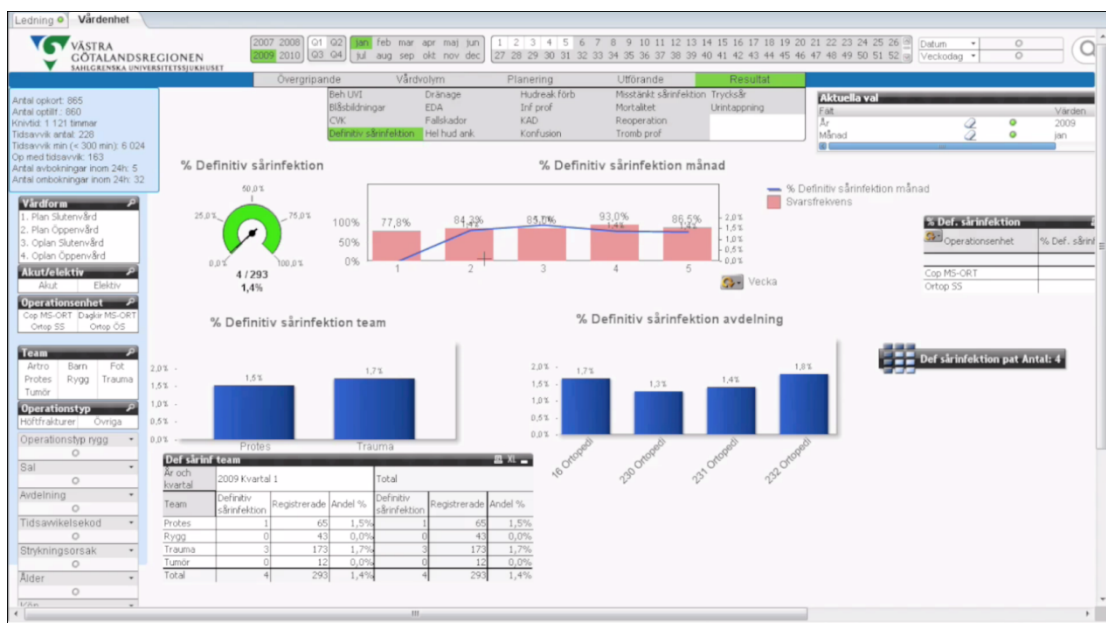 Ledning Vårdenhet
VÄSTRA
GÖTALANDSREGIONEN
SAHLGRENSKA UNIVERSITETSSJUKHUSET
2007 2008 Q1 Q2 jan feb mar apr maj jun 1 2 3 4 5 6 7 8 9 10 11 12 13 14 15 16 17 18 19 20 21 22 23 24 25 26 Datum
2009 2010 Q3 Q4 jul aug sep okt nov dec 27 28 29 30 31 32 33 34 35 36 37 38 39 40 41 42 43 44 45 46 47 48 49 50 51 52 Veckodag
Övergripande Vårdvolym Planering Utförande Resultat
Beh UVI Dränage Hudreak förb Misstänkt sårinfektion Trycksår
Blåsbildningar EDA Inf prof Mortalitet Urintappning
CVK Fallskador KAD Reoperation
Definitiv sårinfektion Hel hud ank Konfusion Tromb prof
Aktuella val
Fält Värden
År 2009
Månad jan
Antal opkort: 865
Antal optillf.: 860
Knivtid: 1 121 timmar
Tidsavvik antal: 228
Tidsavvik min (< 300 min): 6 024
Op med tidsavvik: 163
Antal avbokningar inom 24h: 5
Antal ombokningar inom 24h: 32
Vårdform
1. Plan Slutenvård
2. Plan Öppenvård
3. Oplan Slutenvård
4. Oplan Öppenvård
Akut/elektiv
Akut Elektiv
Operationsenhet
Cop MS-ORT Dagkir MS-ORT
Ortop SS Ortop ÖS
Team
Artro Barn Fot
Protes Rygg Trauma
Tumör
Operationstyp
Höftfrakturer Övriga
Operationstyp rygg
Sal
Avdelning
Tidsavvikelsekod
Strykningsorsak
Ålder
Kön
% Definitiv sårinfektion
50,0%
25,0% 75,0%
0,0% 100,0%
4 / 293
1,4%
% Definitiv sårinfektion månad
100%
50%
0%
77,8% 84,2% 93,0% 86,5%
1,4% 1,4% 1,4%
2,0%
1,5%
1,0%
0,5%
0,0%
1 2 3 4 5
Vecka
% Definitiv sårinfektion månad
Svarsfrekvens
% Def. sårinfektion
Operationsenhet % Def. sårinf
Cop MS-ORT
Ortop SS
% Definitiv sårinfektion team
2,0%
1,5%
1,0%
0,5%
0,0%
1,5% 1,7%
Protes Trauma
% Definitiv sårinfektion avdelning
2,0%
1,5%
1,0%
0,5%
0,0%
1,7% 1,3% 1,4% 1,8%
16 Ortopedi 230 Ortopedi 231 Ortopedi 232 Ortopedi
Def sårinfektion pat Antal: 4
Def sårinf team XL
År och kvartal 2009 Kvartal 1 Total
Team Definitiv sårinfektion Registrerade Andel % Definitiv sårinfektion Registrerade Andel %
Protes 1 65 1,5% 1 65 1,5%
Rygg 0 43 0,0% 0 43 0,0%
Trauma 3 173 1,7% 3 173 1,7%
Tumör 0 12 0,0% 0 12 0,0%
Total 4 293 1,4% 4 293 1,4%